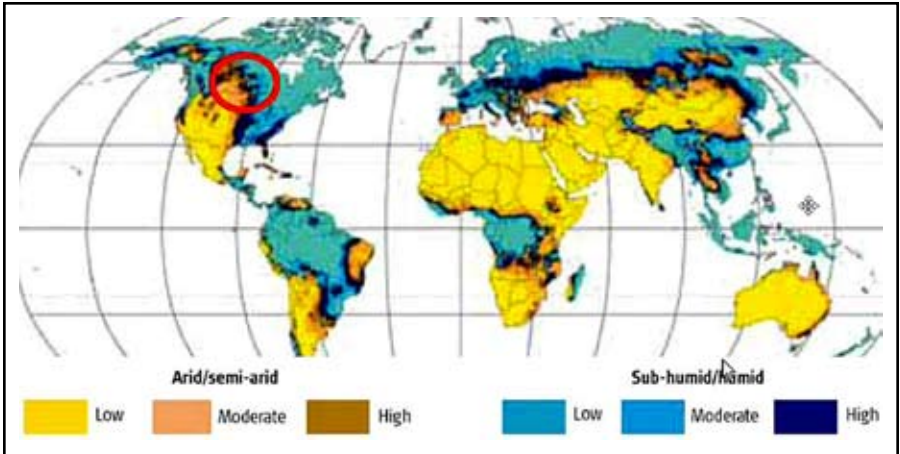 Arid/semi-arid
Sub-humid/humid
Low
Moderate
High
Low
Moderate
High